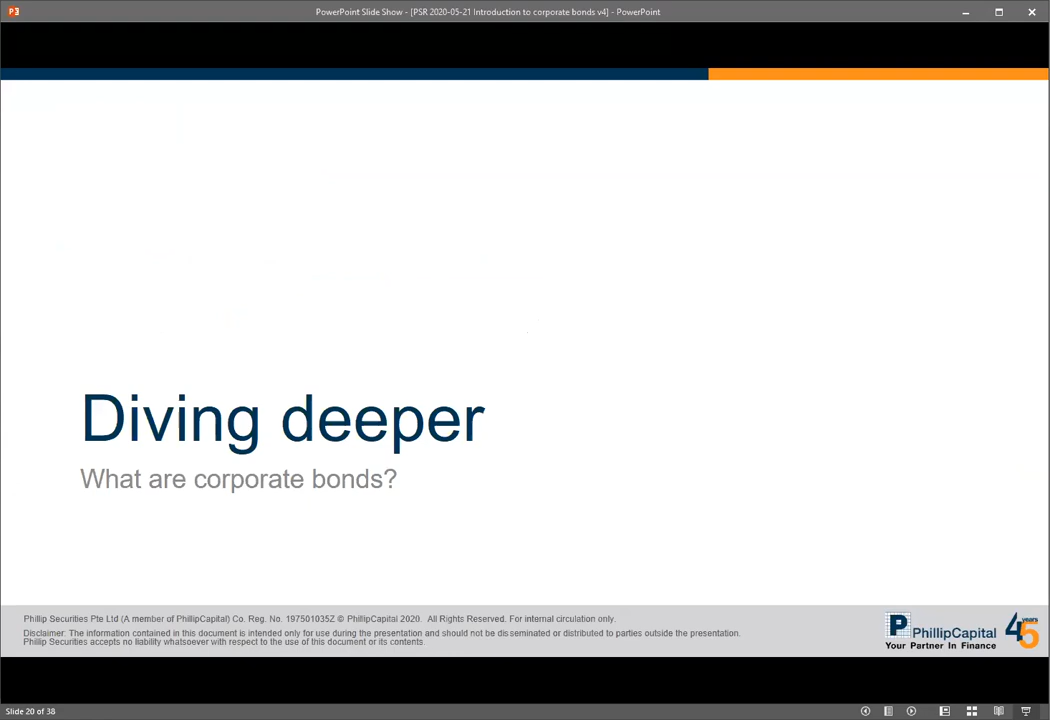 PowerPoint Slide Show - [PSR 2020-05-21 Introduction to corporate bonds v4] - PowerPoint
Diving deeper
What are corporate bonds?
Phillip Securities Pte Ltd (A member of PhillipCapital) Co. Reg. No. 197501035Z © PhillipCapital 2020. All Rights Reserved. For internal circulation only.
Disclaimer: The information contained in this document is intended only for use during the presentation and should not be disseminated or distributed to parties outside the presentation.
Phillip Securities accepts no liability whatsoever with respect to the use of this document or its contents.
P PhillipCapital
Your Partner In Finance
45 years
Slide 20 of 38